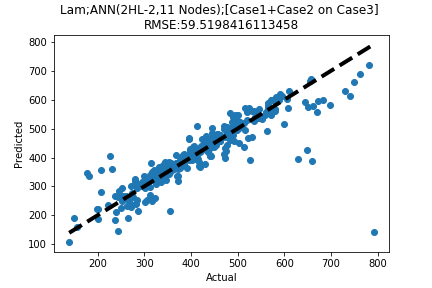 Lam;ANN(2HL-2,11 Nodes);[Case1+Case2 on Case3]
RMSE:59.5198416113458
800
700
600
500
400
300
200
100
Predicted
200 300 400 500 600 700 800
Actual